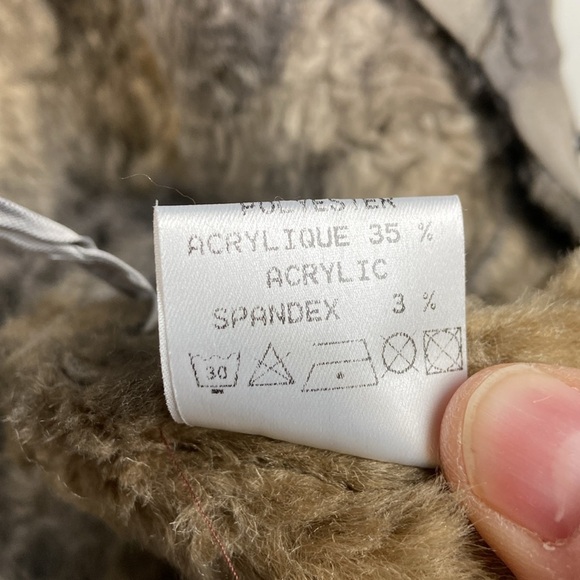 POLYESTER
ACRYLIQUE 35 %
ACRYLIC
SPANDEX 3 %
30